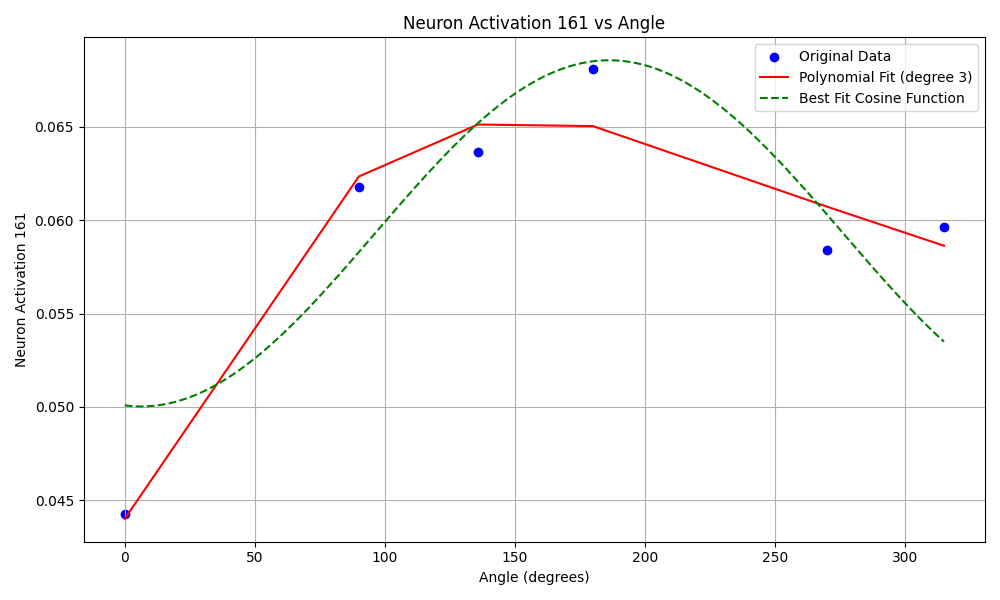 Neuron Activation 161 vs Angle
Original Data
Polynomial Fit (degree 3)
Best Fit Cosine Function
Neuron Activation 161
0.065
0.060
0.055
0.050
0.045
0
50
100
150
200
250
300
Angle (degrees)